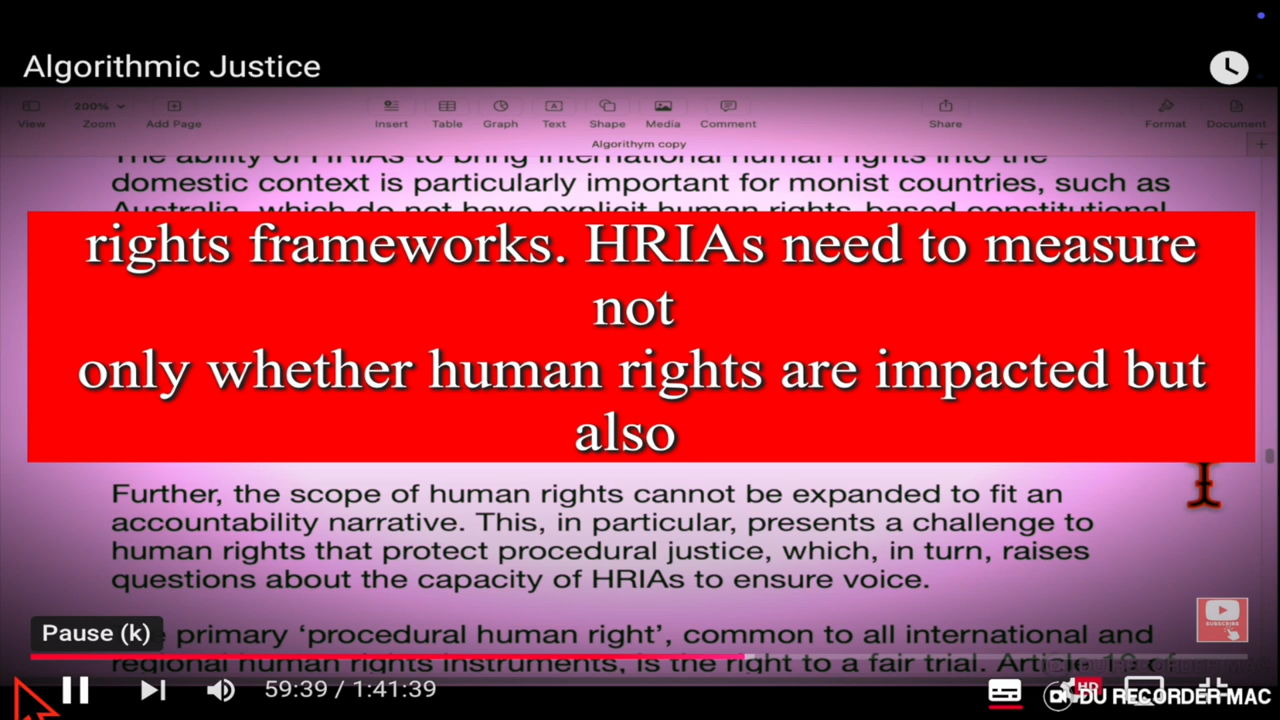 Algorithmic Justice
200%
View Zoom Add Page Insert Table Graph Text Shape Media Comment Share Format Document
Algorithym copy
The ability of HRIAs to bring international human rights into the
domestic context is particularly important for monist countries, such as
Australia, which do not have explicit human rights-based constitutional
rights frameworks. HRIAs need to measure
not
only whether human rights are impacted but
also
Further, the scope of human rights cannot be expanded to fit an
accountability narrative. This, in particular, presents a challenge to
human rights that protect procedural justice, which, in turn, raises
questions about the capacity of HRIAs to ensure voice.
Pause (k)
primary ‘procedural human right’, common to all international and
regional human rights instruments, is the right to a fair trial. Article 10 of
SUBSCRIBE
59:39 / 1:41:39
HD
DU RECORDER MAC